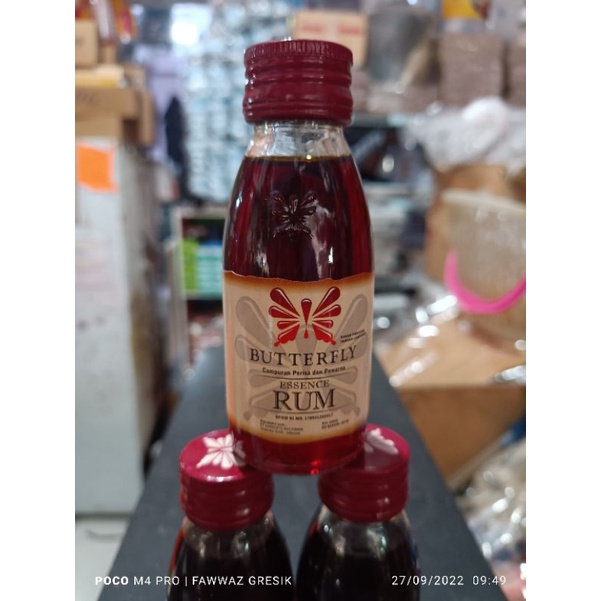 BUTTERFLY
Campuran Perisa dan Pewarna
ESSENCE
RUM
POCO M4 PRO | FAWWAZ GRESIK
27/09/2022 09:49